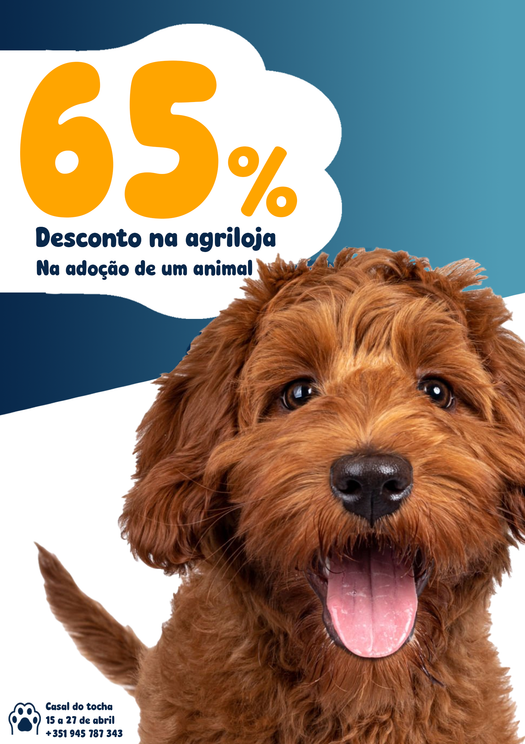 65%
Desconto na agriloja
Na adoção de um animal
Casal do tocha
15 a 27 de abril
+351 945 787 343